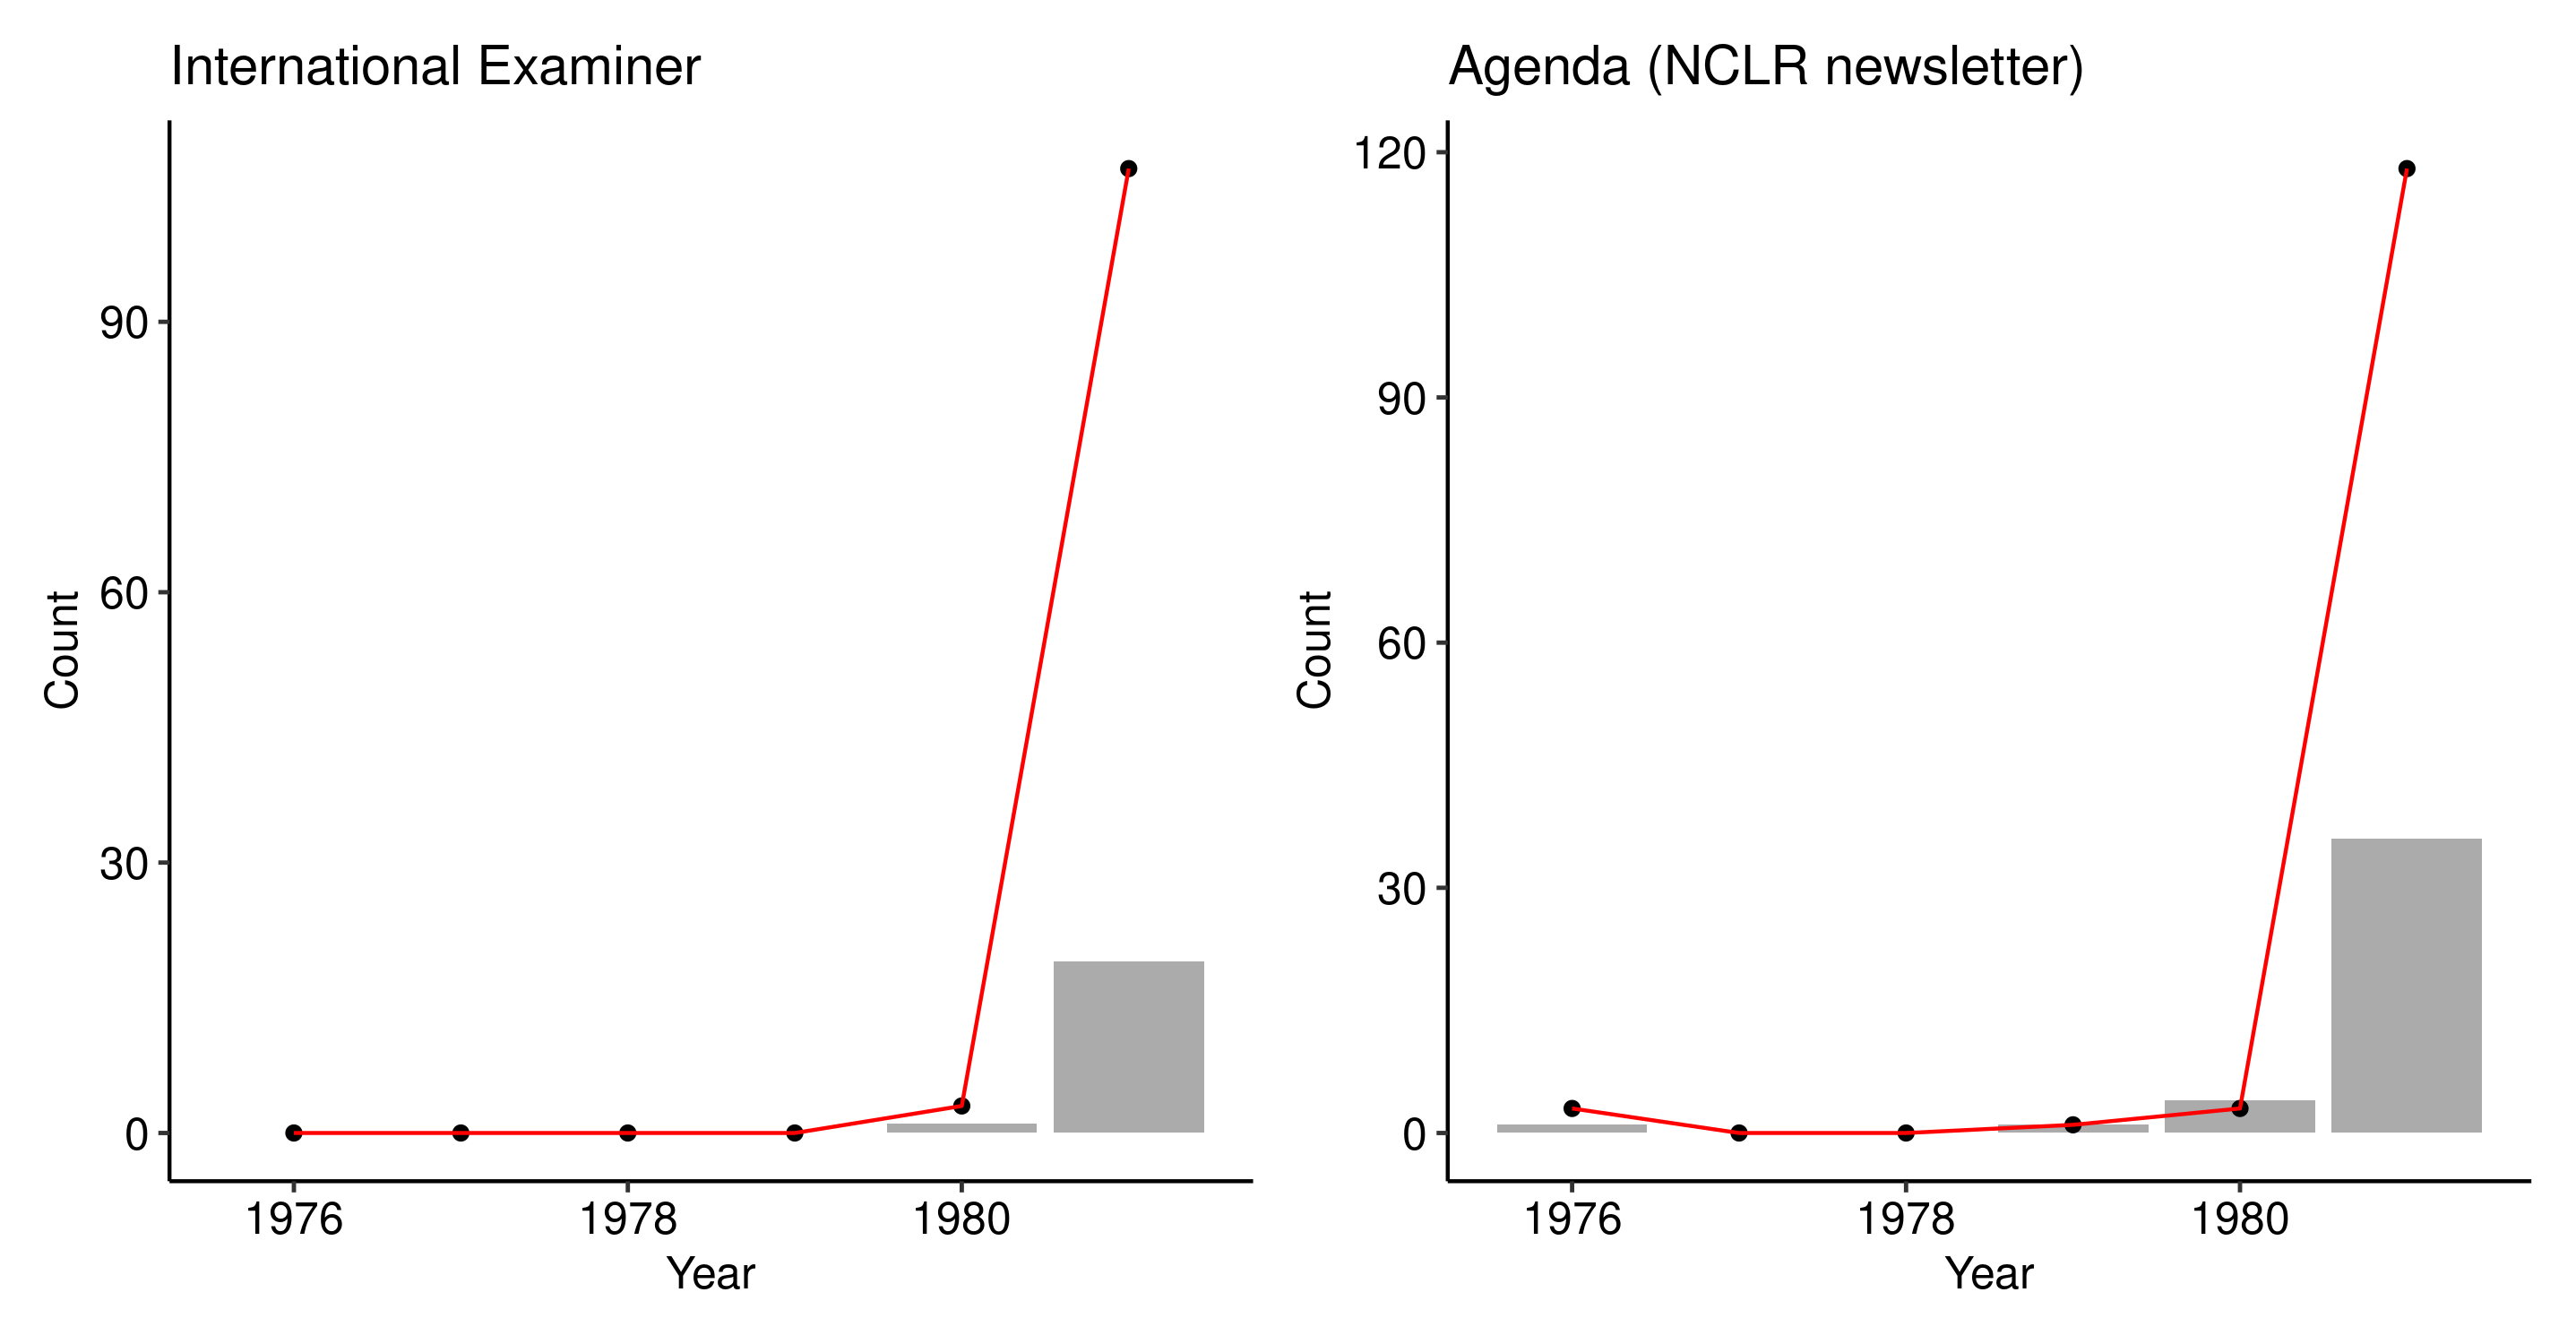 International Examiner
Count
90
60
30
0
1976 1978 1980
Year
Agenda (NCLR newsletter)
Count
120
90
60
30
0
1976 1978 1980
Year